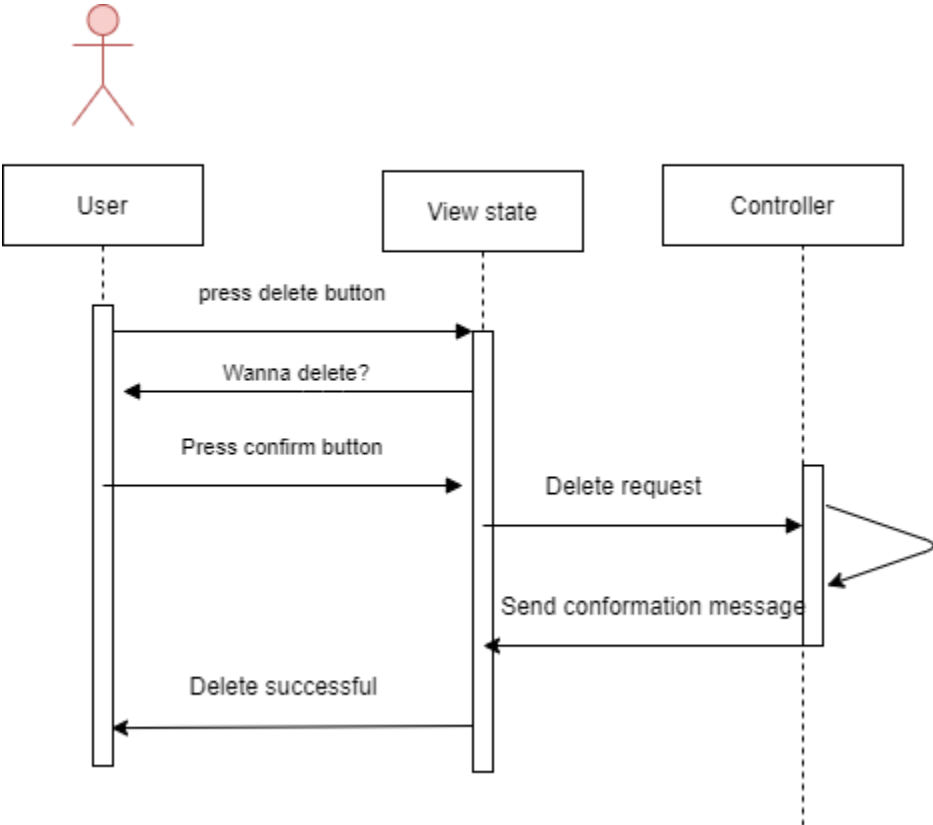 User
View state
Controller
press delete button
Wanna delete?
Press confirm button
Delete request
Send conformation message
Delete successful